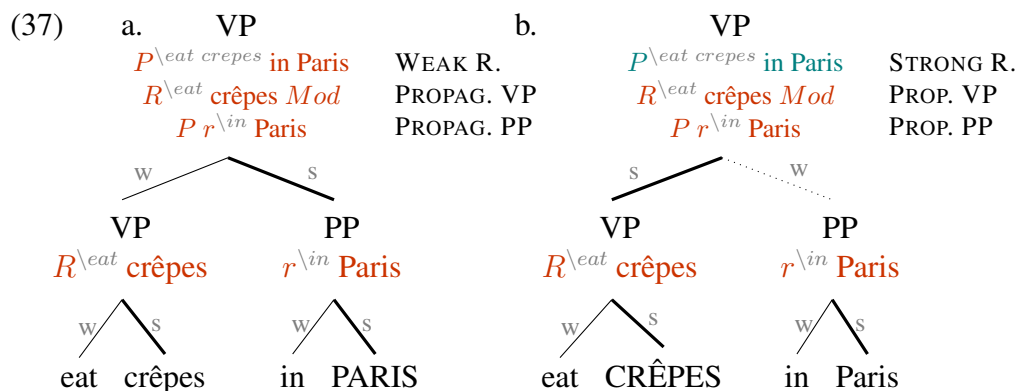 (37) a. VP b. VP
P\eat crepes in Paris WEAK R. P\eat crepes in Paris STRONG R.
R\eat crêpes Mod PROPAG. VP R\eat crêpes Mod PROP. VP
P r\in Paris PROPAG. PP P r\in Paris PROP. PP
w s s w
VP PP VP PP
R\eat crêpes r\in Paris R\eat crêpes r\in Paris
w s w s w s w s
eat crêpes in PARIS eat CRÊPES in Paris